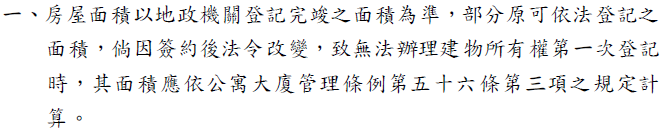 一、房屋面積以地政機關登記完竣之面積為準，部分原可依法登記之
面積，倘因簽約後法令改變，致無法辦理建物所有權第一次登記
時，其面積應依公寓大廈管理條例第五十六條第三項之規定計
算。